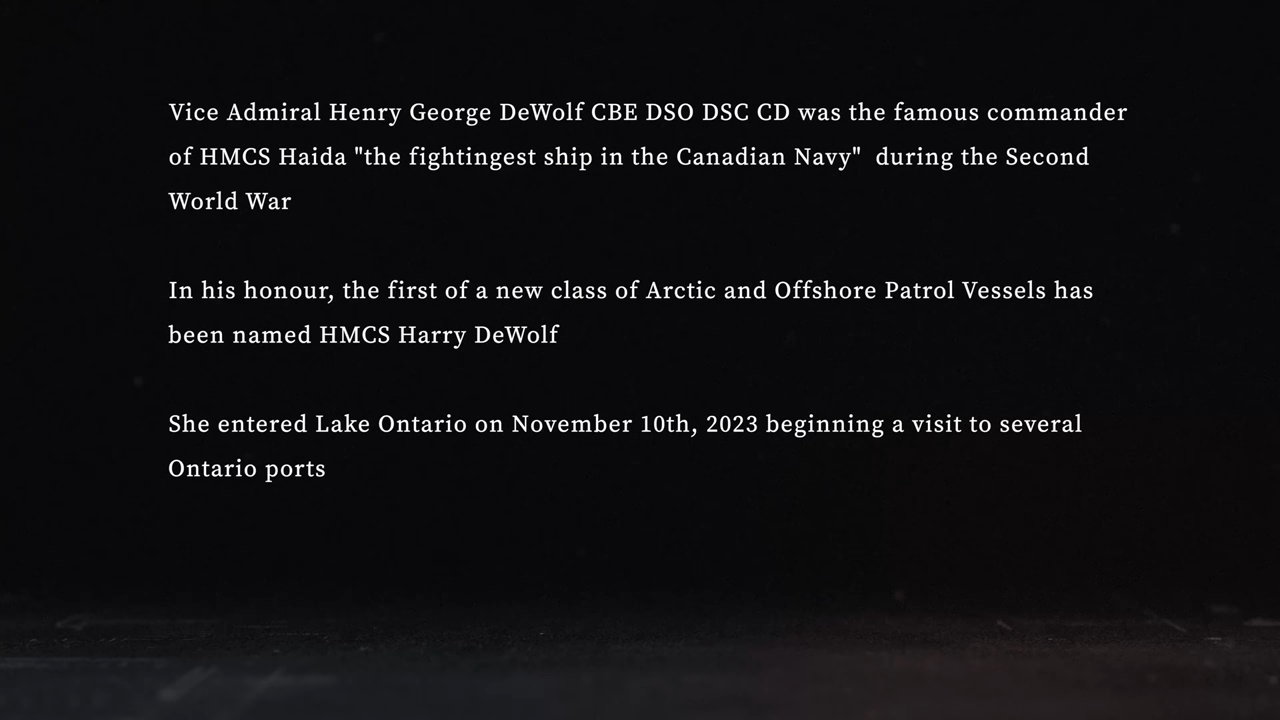 Vice Admiral Henry George DeWolf CBE DSO DSC CD was the famous commander
of HMCS Haida "the fightingest ship in the Canadian Navy"  during the Second
World War
In his honour, the first of a new class of Arctic and Offshore Patrol Vessels has
been named HMCS Harry DeWolf
She entered Lake Ontario on November 10th, 2023 beginning a visit to several
Ontario ports